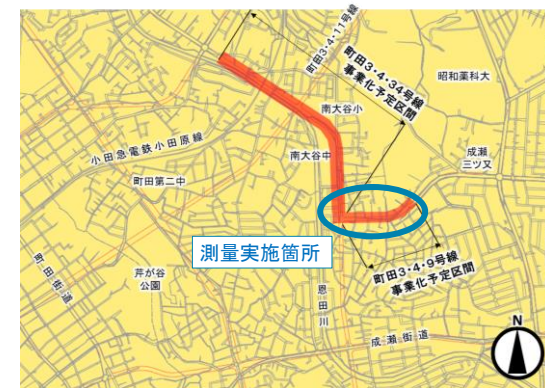 町田3・4・11号線
町田3・4・34号線
事業化予定区間
昭和薬科大
南大谷小
成瀬
三ツ又
小田急電鉄小田原線
南大谷中
町田第二中
測量実施箇所
町田3・4・9号線
事業化予定区間
芹が谷
公園
町田街道
恩田川
成瀬街道
N